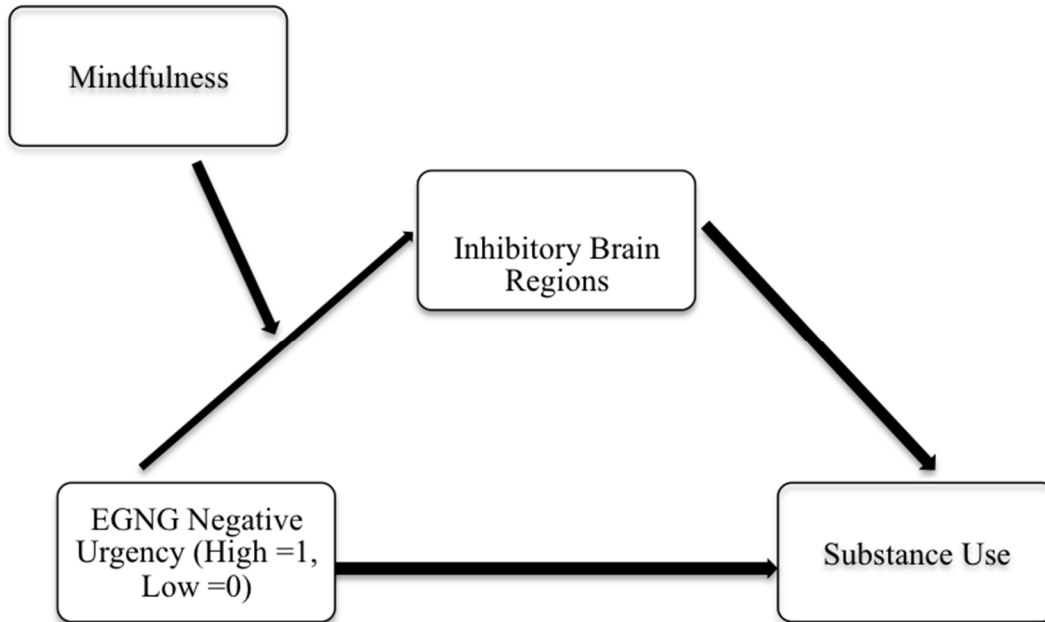 Mindfulness
Inhibitory Brain
Regions
EGNG Negative
Urgency (High =1,
Low =0)
Substance Use